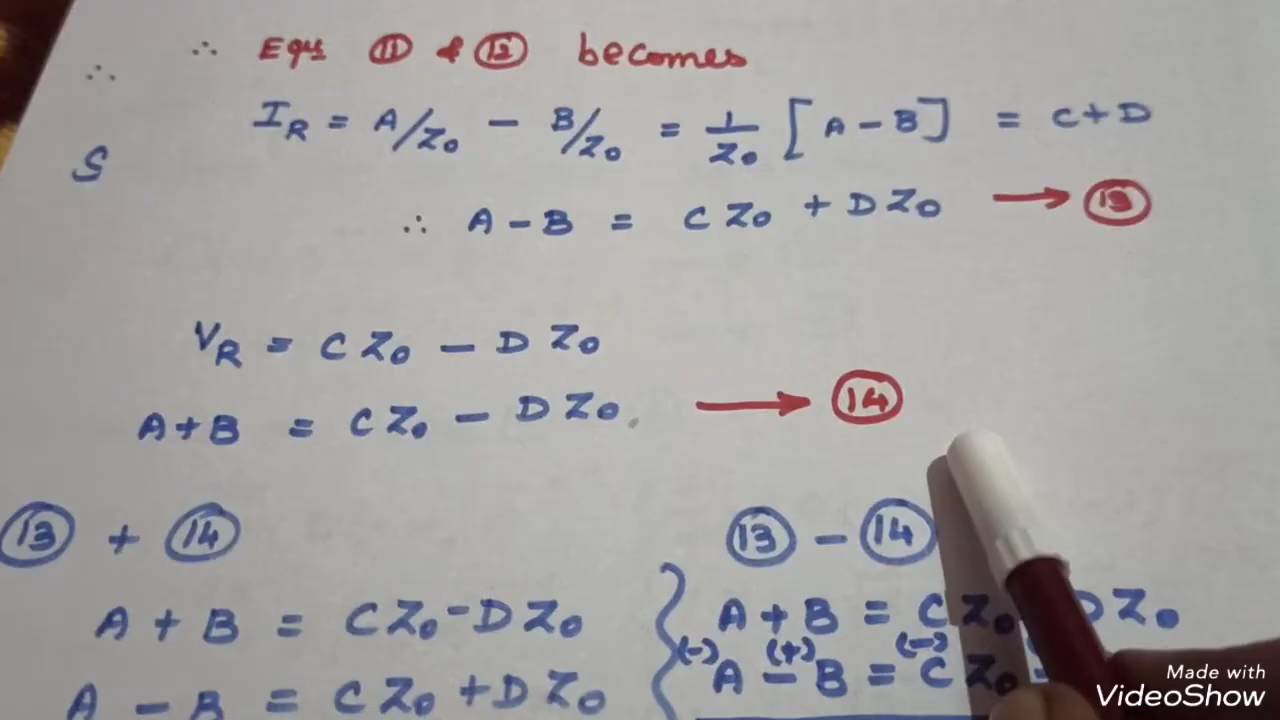 ∴ Eqs ⑪ & ⑫ becomes
∴
I_R = A/Z₀ − B/Z₀ = 1/Z₀ [A − B] = C + D
S
∴ A − B = C Z₀ + D Z₀ → ⑬
V_R = C Z₀ − D Z₀
A + B = C Z₀ − D Z₀ → ⑭
⑬ + ⑭
A + B = C Z₀ − D Z₀
A − B = C Z₀ + D Z₀
⑬ − ⑭
A + B = C Z₀ D Z₀
(−) (+) (−)
A − B = C Z₀
Made with
VideoShow